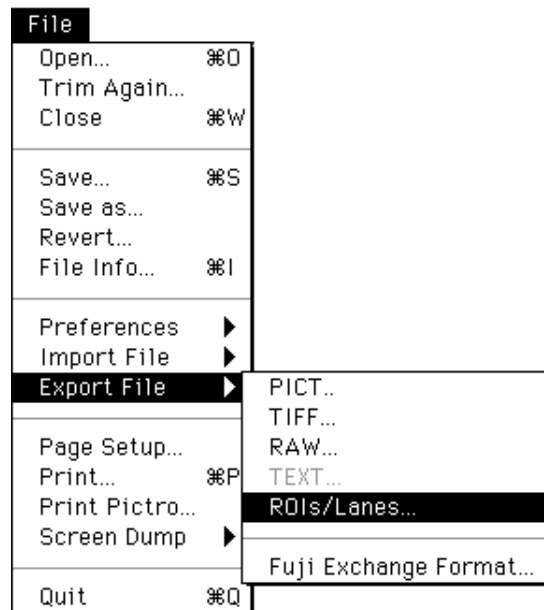 File
Open... ⌘O
Trim Again...
Close ⌘W
Save... ⌘S
Save as...
Revert...
File Info... ⌘I
Preferences
Import File
Export File
PICT..
TIFF...
RAW...
TEXT...
ROIs/Lanes...
Fuji Exchange Format...
Page Setup...
Print... ⌘P
Print Pictro...
Screen Dump
Quit ⌘Q